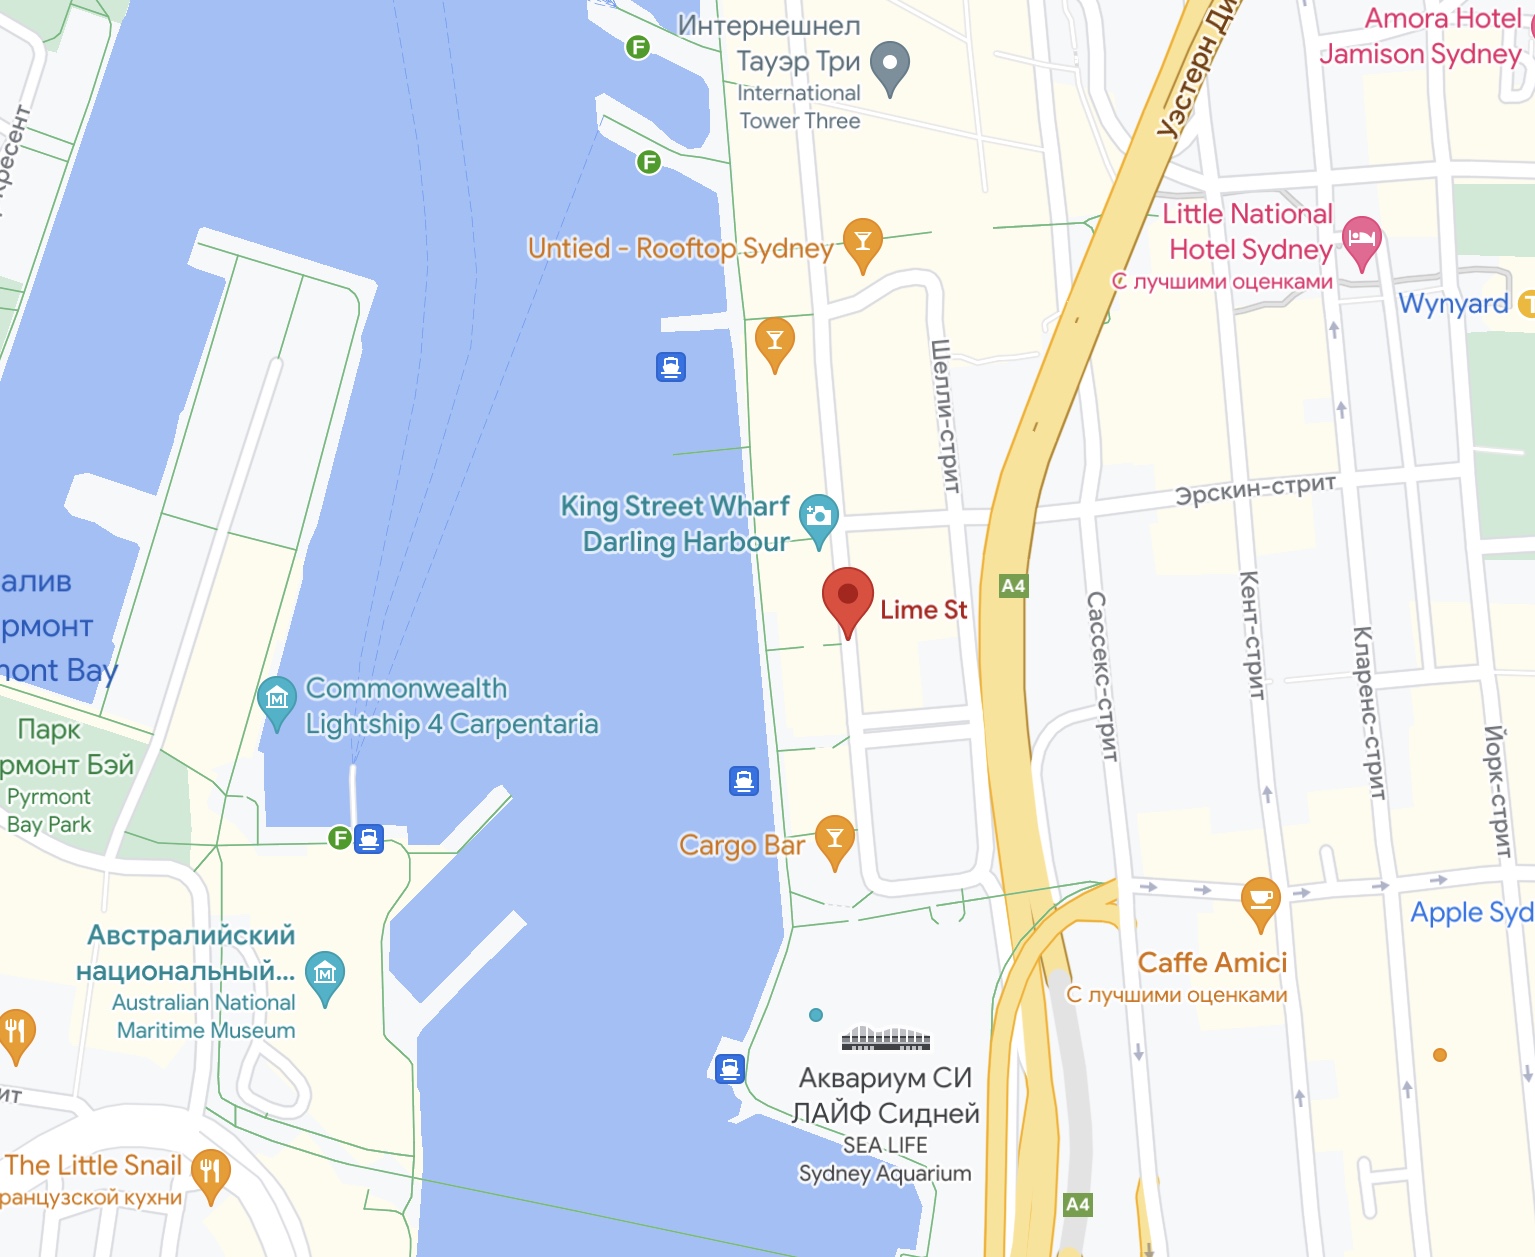 Интернешнел
Тауэр Три
International
Tower Three
Уэстерн Ди
Amora Hotel
Jamison Sydney
Кресент
Little National
Hotel Sydney
С лучшими оценками
Wynyard
Untied - Rooftop Sydney
Шелли-стрит
Эрскин-стрит
King Street Wharf
Darling Harbour
Lime St
A4
Сассекс-стрит
Кент-стрит
Кларенс-стрит
Йорк-стрит
алив
рмонт
mont Bay
Commonwealth
Lightship 4 Carpentaria
Парк
рмонт Бэй
Pyrmont
Bay Park
F
F
F
Cargo Bar
Apple Syd
Caffe Amici
С лучшими оценками
Австралийский
национальный...
Australian National
Maritime Museum
Аквариум СИ
ЛАЙФ Сидней
SEA LIFE
Sydney Aquarium
ит
The Little Snail
ранцузской кухни
A4